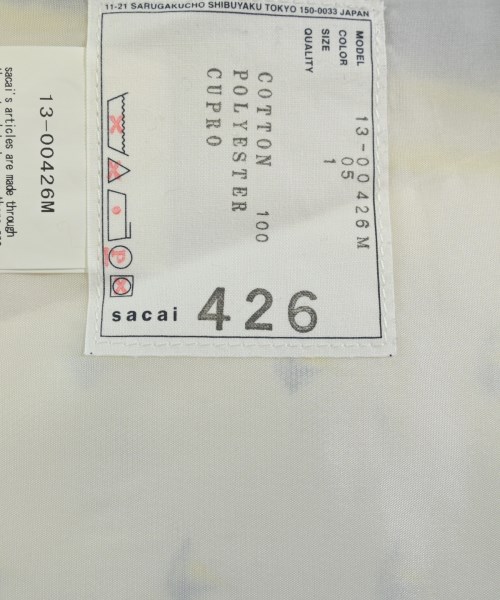 11-21 SARUGAKUCHO SHIBUYAKU TOKYO 150-0033 JAPAN
MODEL 13-00426M
COLOR 05
SIZE 1
QUALITY
COTTON 100
POLYESTER
CUPRO
P
sacai 426
13-00426M
sacai's articles are made through